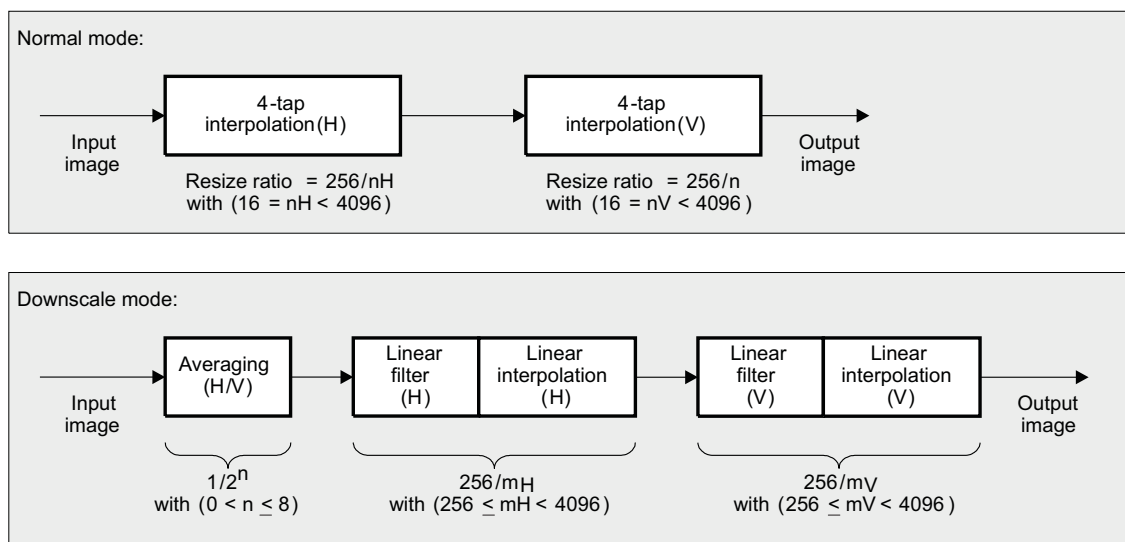 Normal mode:
4-tap
interpolation(H)
4-tap
interpolation(V)
Input
image
Output
image
Resize ratio = 256/nH
with (16 = nH < 4096)
Resize ratio = 256/n
with (16 = nV < 4096)
Downscale mode:
Averaging
(H/V)
Linear
filter
(H)
Linear
interpolation
(H)
Linear
filter
(V)
Linear
interpolation
(V)
Input
image
Output
image
1/2ⁿ
with (0 < n ≤ 8)
256/mH
with (256 ≤ mH < 4096)
256/mV
with (256 ≤ mV < 4096)